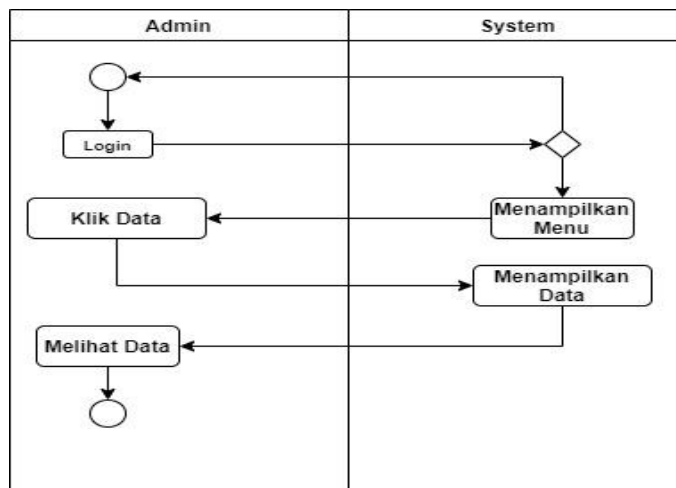 Admin
System
Login
Klik Data
Menampilkan
Menu
Menampilkan
Data
Melihat Data